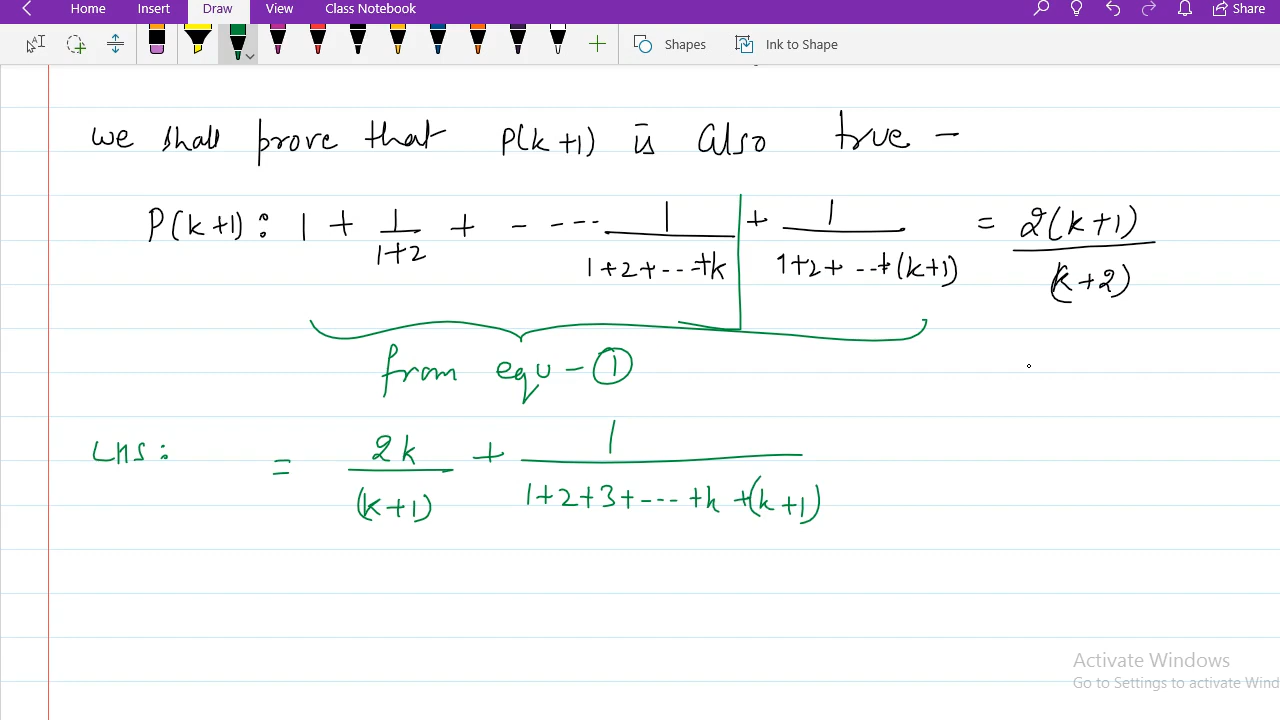 Home Insert Draw View Class Notebook Share
Shapes Ink to Shape
we shall prove that P(k+1) is also true -
P(k+1): 1 + 1/(1+2) + - ---- 1/(1+2+...+k) + 1/(1+2+...+(k+1)) = 2(k+1)/(k+2)
from equ - ①
LHS: = 2k/(k+1) + 1/(1+2+3+----+k+(k+1))
Activate Windows
Go to Settings to activate Wind